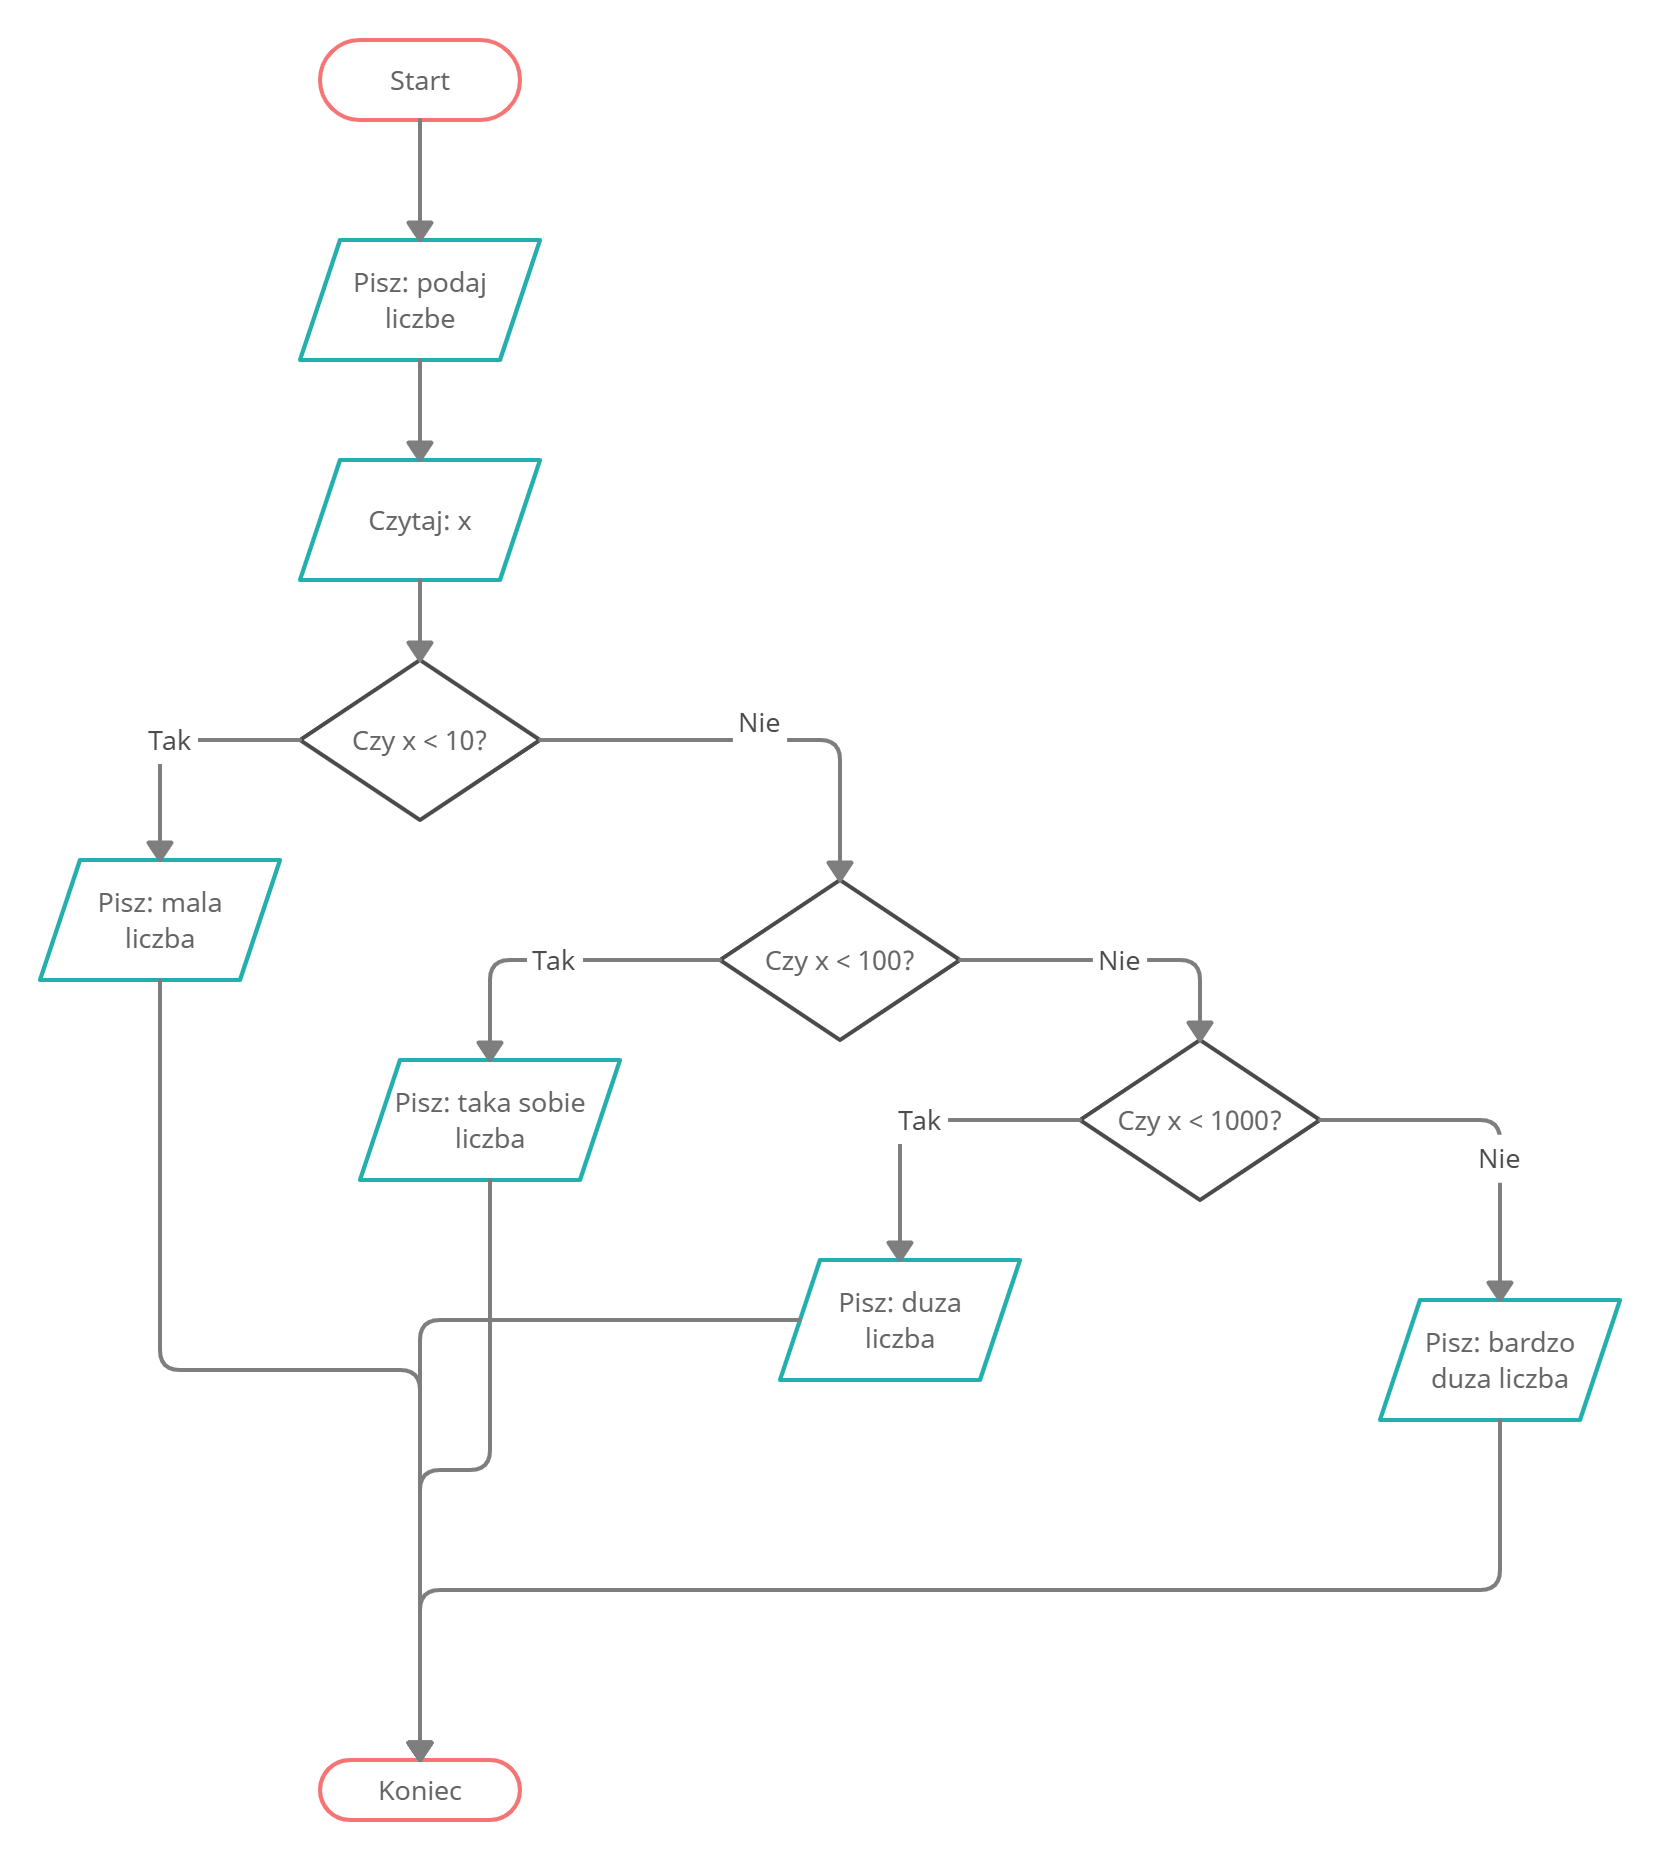 Start
Pisz: podaj
liczbe
Czytaj: x
Czy x < 10?
Tak
Nie
Pisz: mala
liczba
Czy x < 100?
Tak
Nie
Pisz: taka sobie
liczba
Czy x < 1000?
Tak
Nie
Pisz: duza
liczba
Pisz: bardzo
duza liczba
Koniec